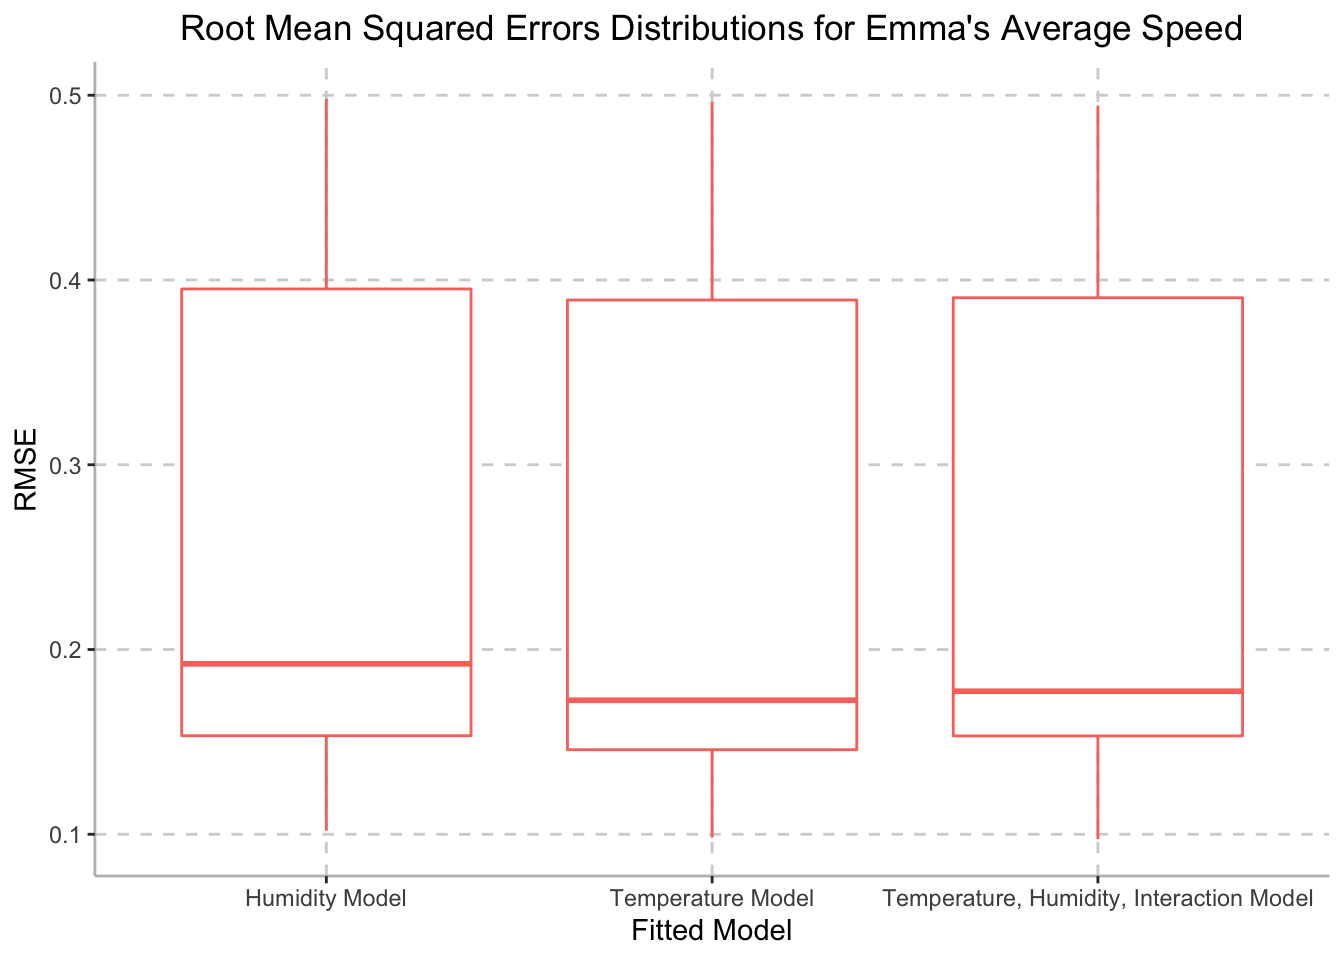 Root Mean Squared Errors Distributions for Emma's Average Speed
0.5
0.4
0.3
0.2
0.1
RMSE
Humidity Model
Temperature Model
Temperature, Humidity, Interaction Model
Fitted Model